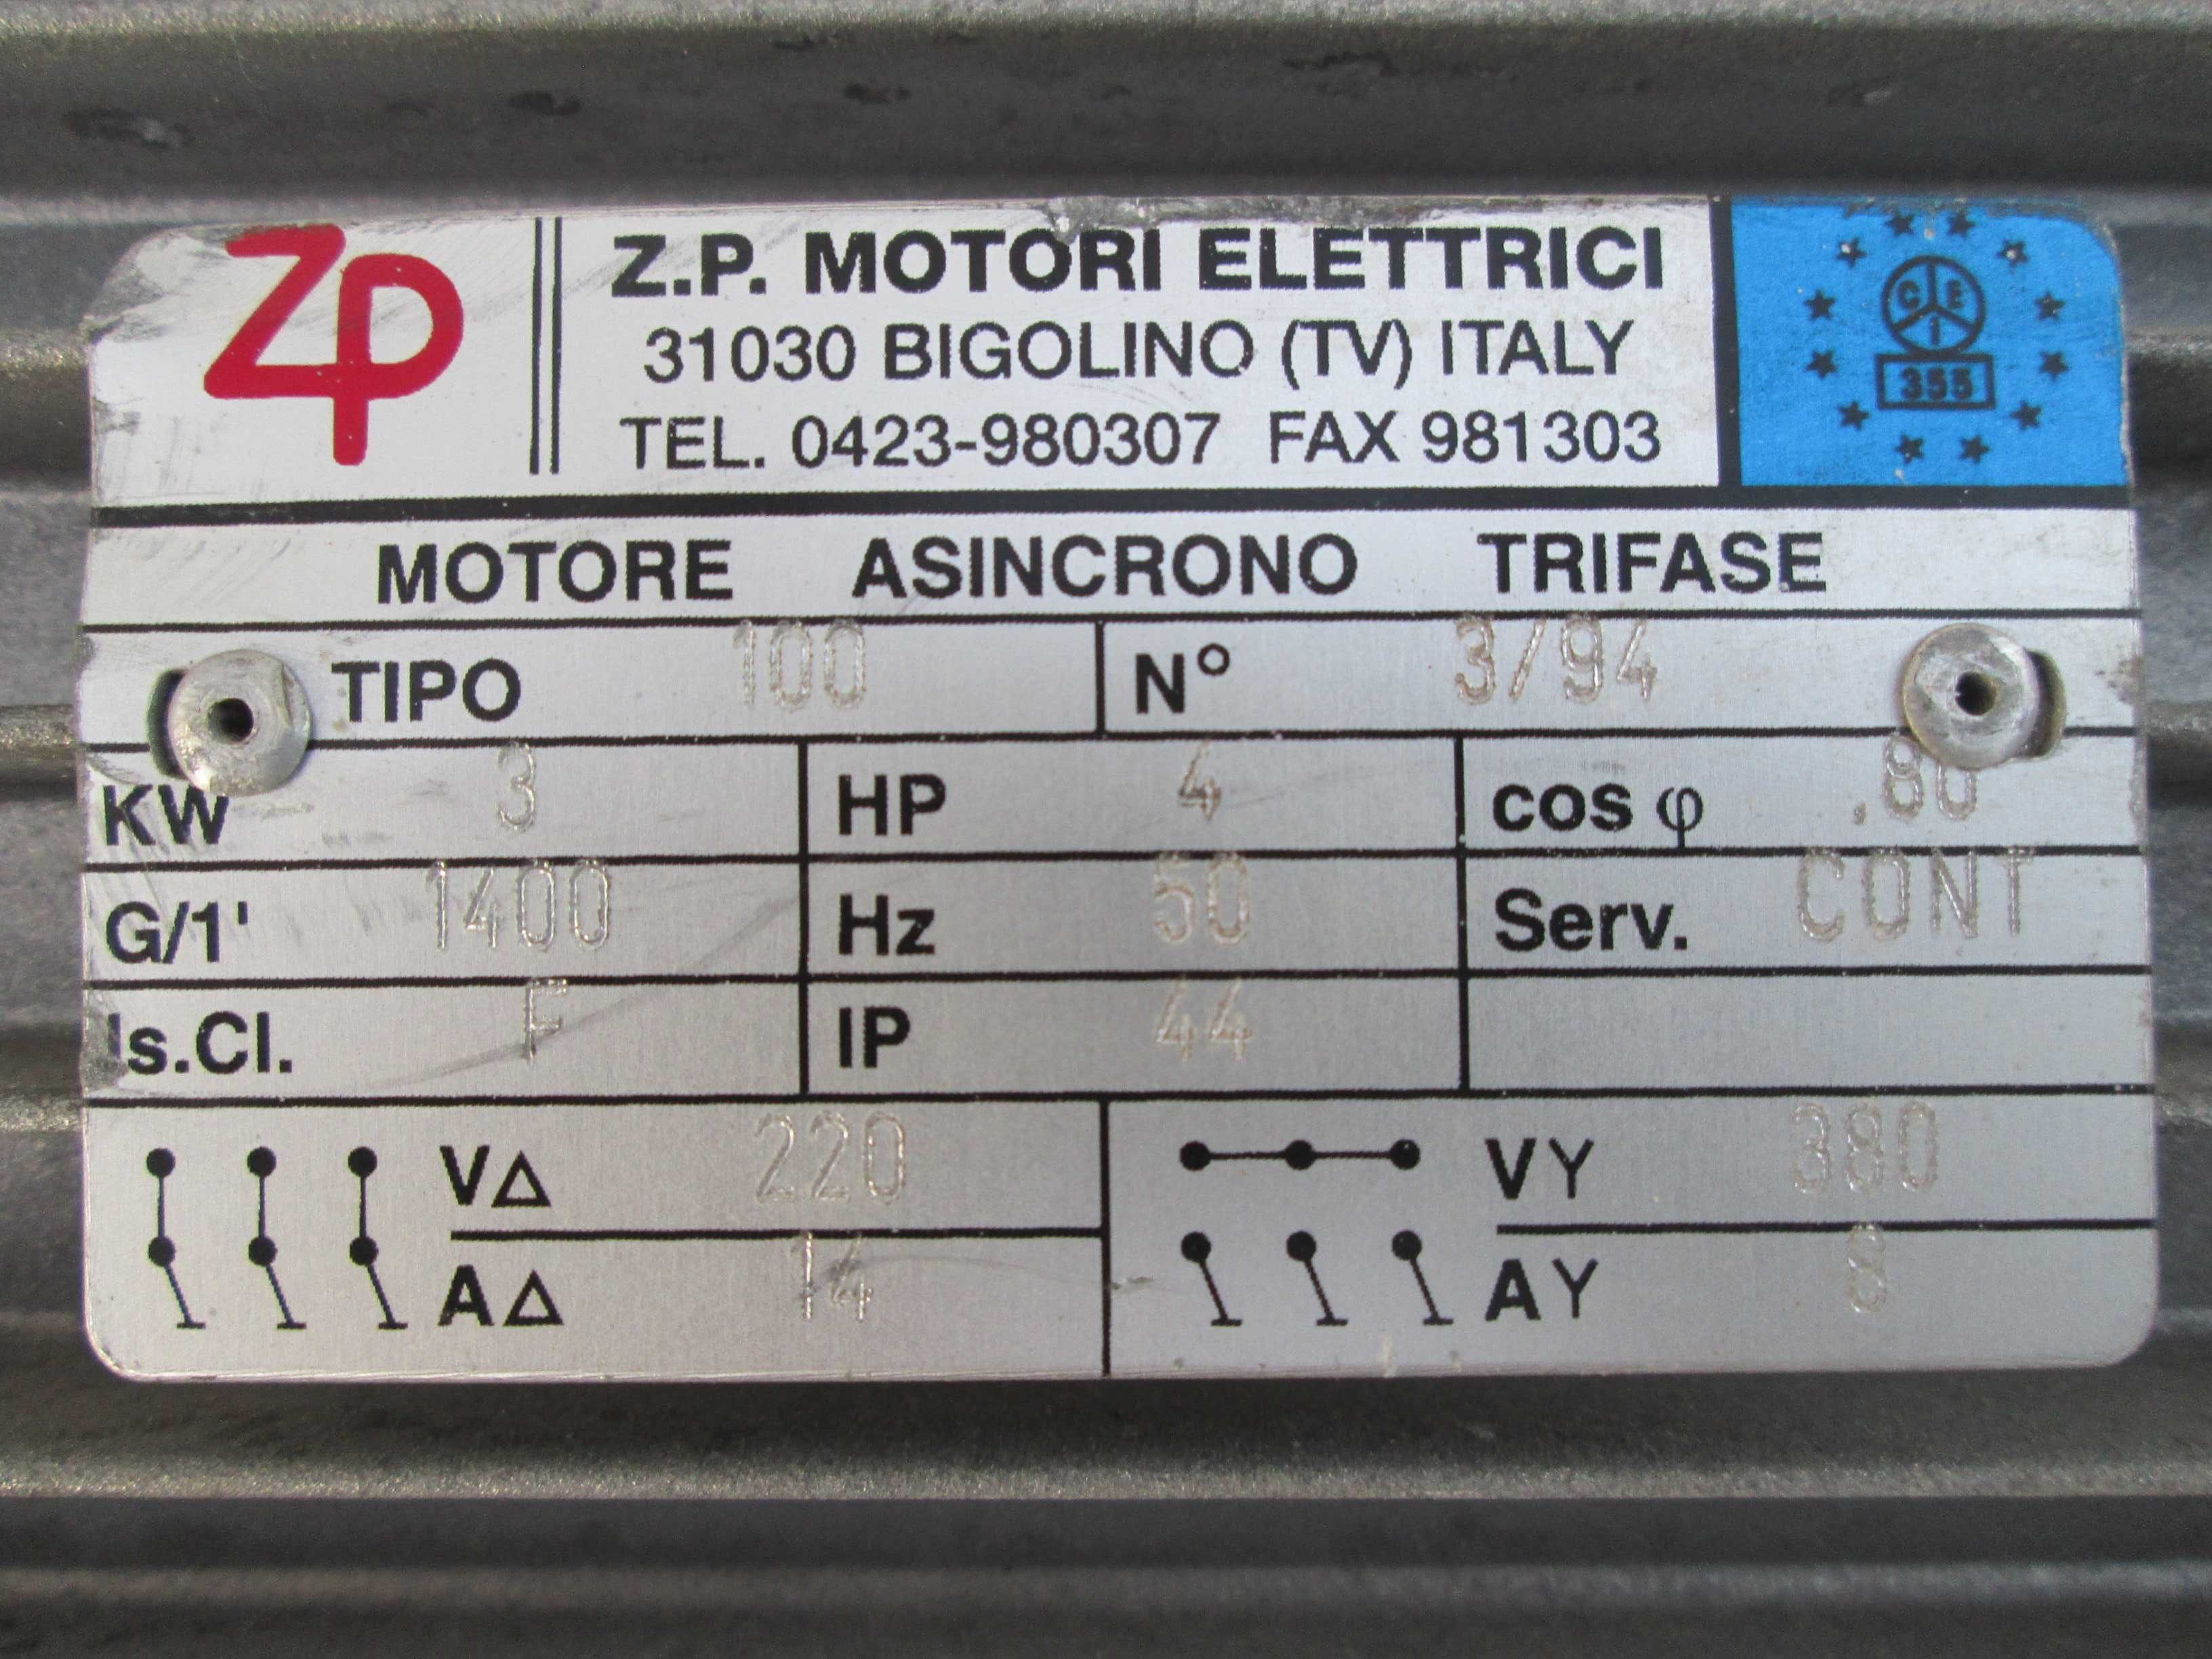 Zp
Z.P. MOTORI ELETTRICI
31030 BIGOLINO (TV) ITALY
TEL. 0423-980307 FAX 981303
C E I
355
MOTORE ASINCRONO TRIFASE
TIPO 100 N° 3/94
KW 3 HP 4 cos φ .80
G/1' 1400 Hz 50 Serv. CONT
Is.Cl. F IP 44
V△ 220 VY 380
A△ 14 AY 8